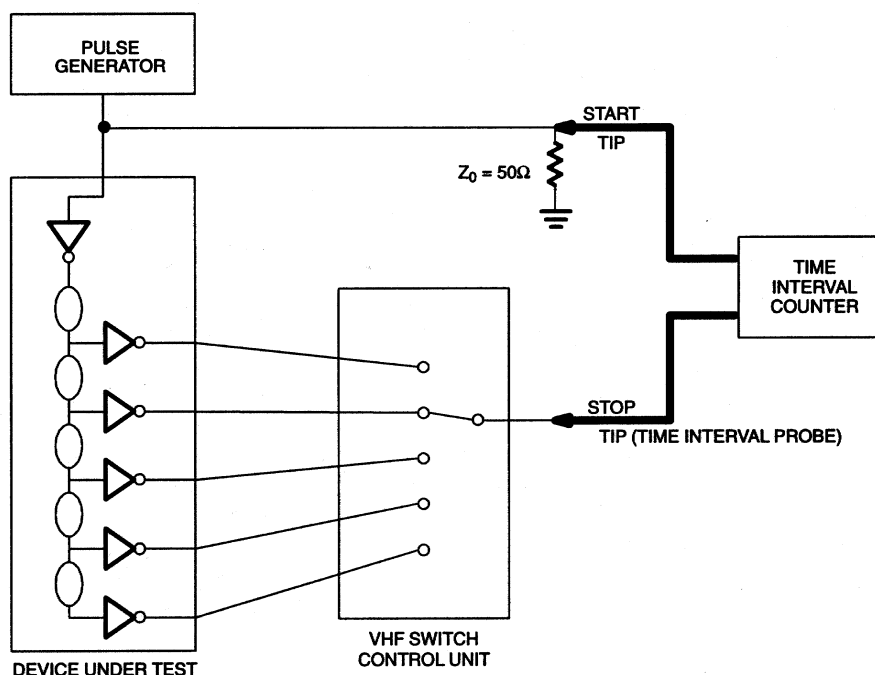 PULSE
GENERATOR
START
TIP
Z0 = 50Ω
TIME
INTERVAL
COUNTER
STOP
TIP (TIME INTERVAL PROBE)
VHF SWITCH
CONTROL UNIT
DEVICE UNDER TEST